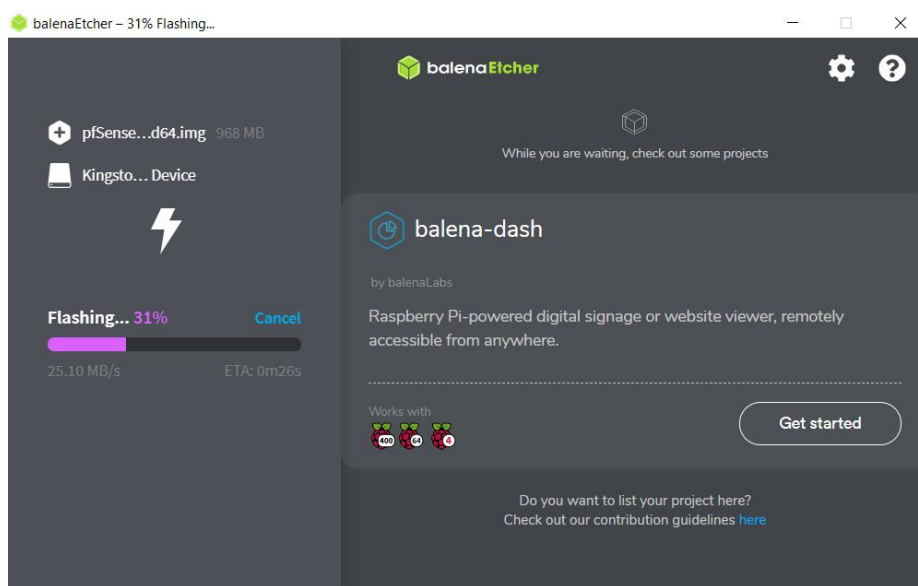 balenaEtcher – 31% Flashing...
balenaEtcher
pfSense...d64.img 968 MB
Kingsto... Device
Flashing... 31% Cancel
25.10 MB/s ETA: 0m26s
While you are waiting, check out some projects
balena-dash
by balenaLabs
Raspberry Pi-powered digital signage or website viewer, remotely
accessible from anywhere.
Works with
400 64 4
Get started
Do you want to list your project here?
Check out our contribution guidelines here